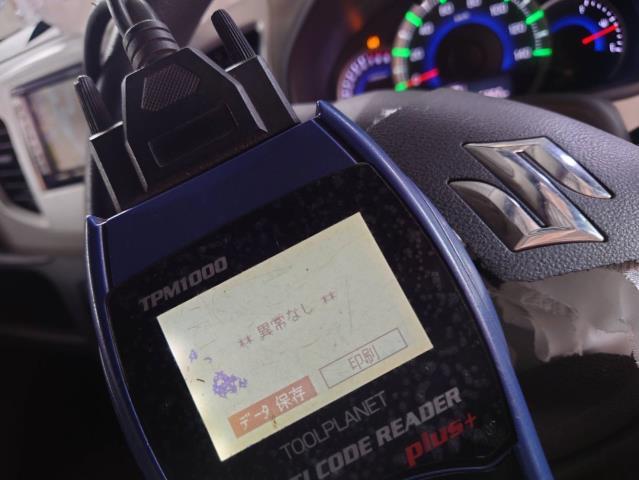 TPM1000
** 異常なし **
データ 保存
印刷
TOOLPLANET
CODE READER
plus+